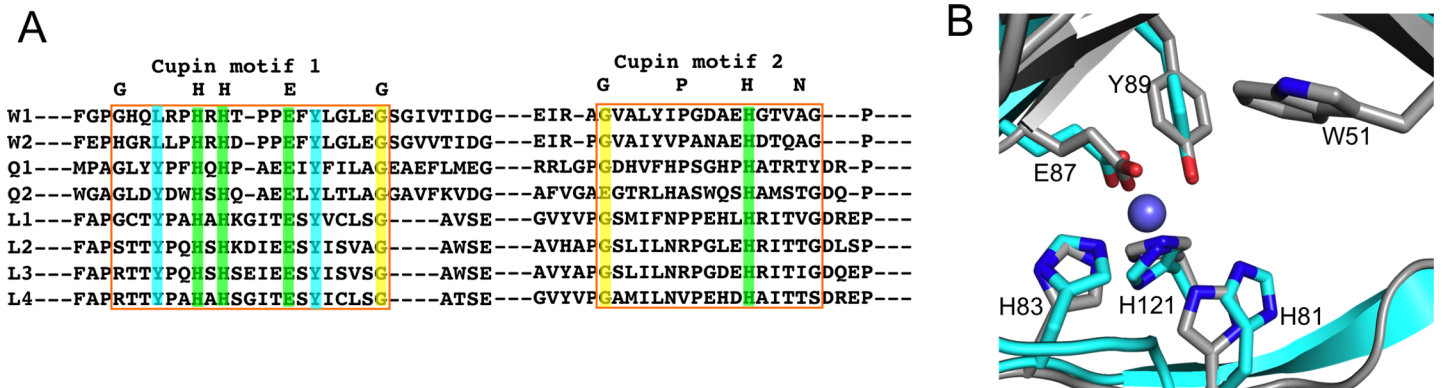 A
B
Cupin motif 1
Cupin motif 2
G H H E G G P H N
W1---FGPGHQLRPHRHT-PPEFYLGLEGSGIVTIDG---EIR-AGVALYIPGDAEHGTVAG---P---
W2---FEPHGRLLPHRHD-PPEFYLGLEGSGVVTIDG---EIR-PGVAIYVPANAEHDTQAG---P---
Q1---MPAGLYYPFHQHP-AEEIYFILAGEAEFLMEG---RRLGPGDHVFHPSGHPHATRTYDR-P---
Q2---WGAGLDYDWHSHQ-AEELYLTLAGGAVFKVDG---AFVGAEGTRLHASWQSHAMSTGDQ-P---
L1---FAPGCTYPAHAHKGITESYVCLSG----AVSE---GVYVPGSMIFNPPEHLHRITVGDREP---
L2---FAPSTTYPQHSHKDIEESYISVAG----AWSE---AVHAPGSLILNRPGLEHRITTGDLSP---
L3---FAPRTTYPQHSHSEIEESYISVSG----AWSE---AVYAPGSLILNRPGDEHRITIGDQEP---
L4---FAPRTTYPAHAHSGITESYICLSG----ATSE---GVYVPGAMILNVPEHDHAITTSDREP---
Y89
W51
E87
H83
H121
H81